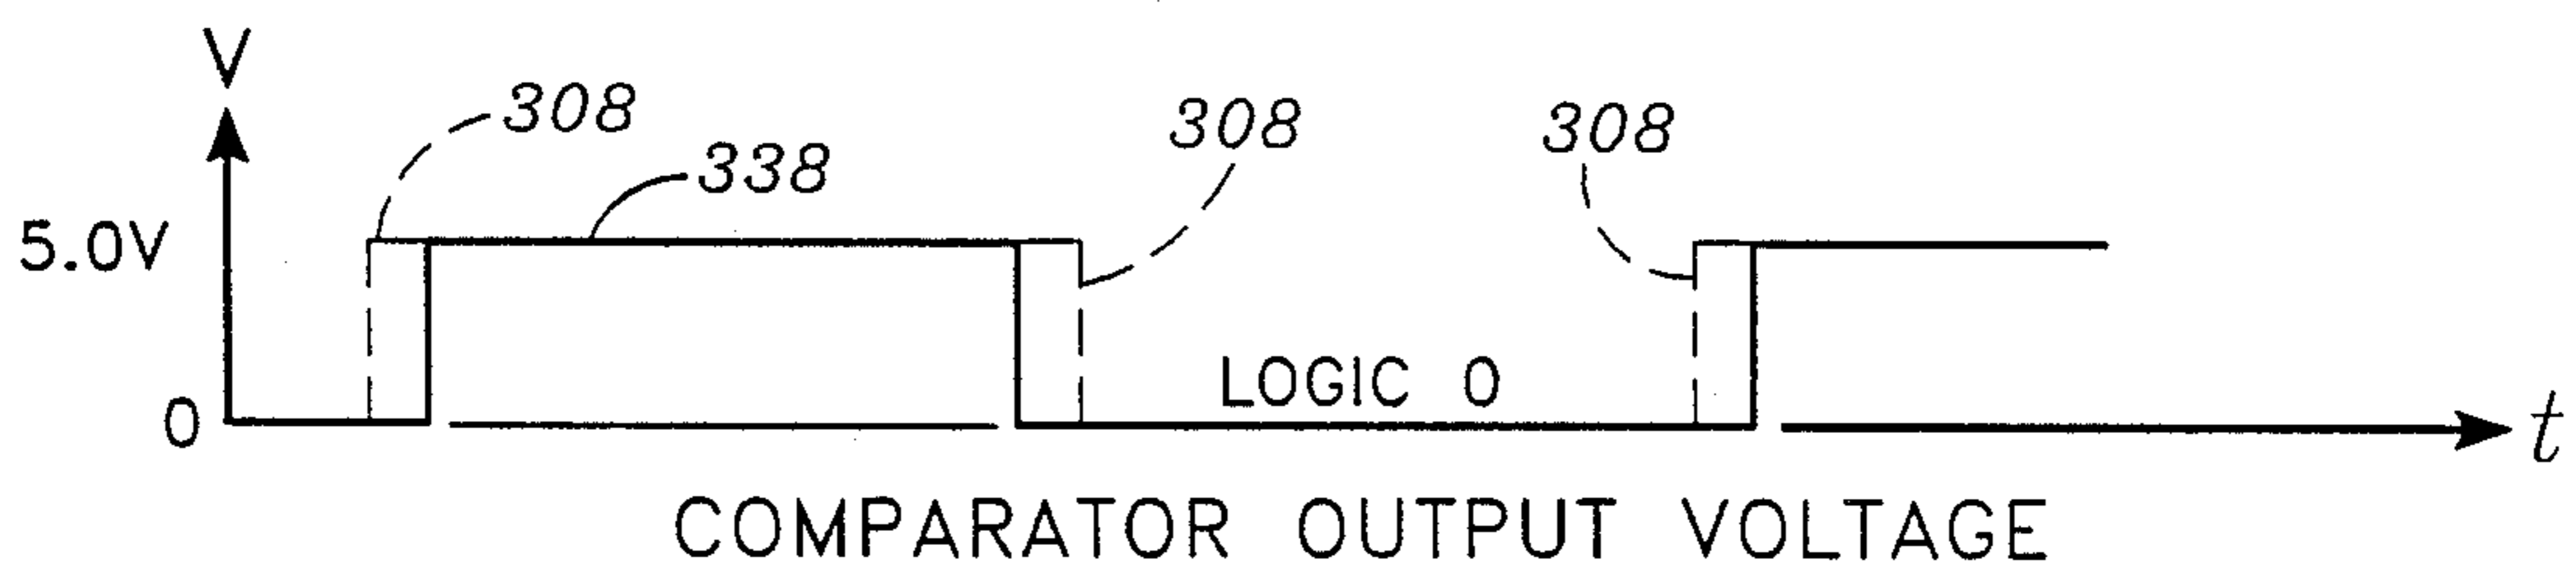 V
308
338
308
308
5.0V
LOGIC 0
0
t
COMPARATOR OUTPUT VOLTAGE